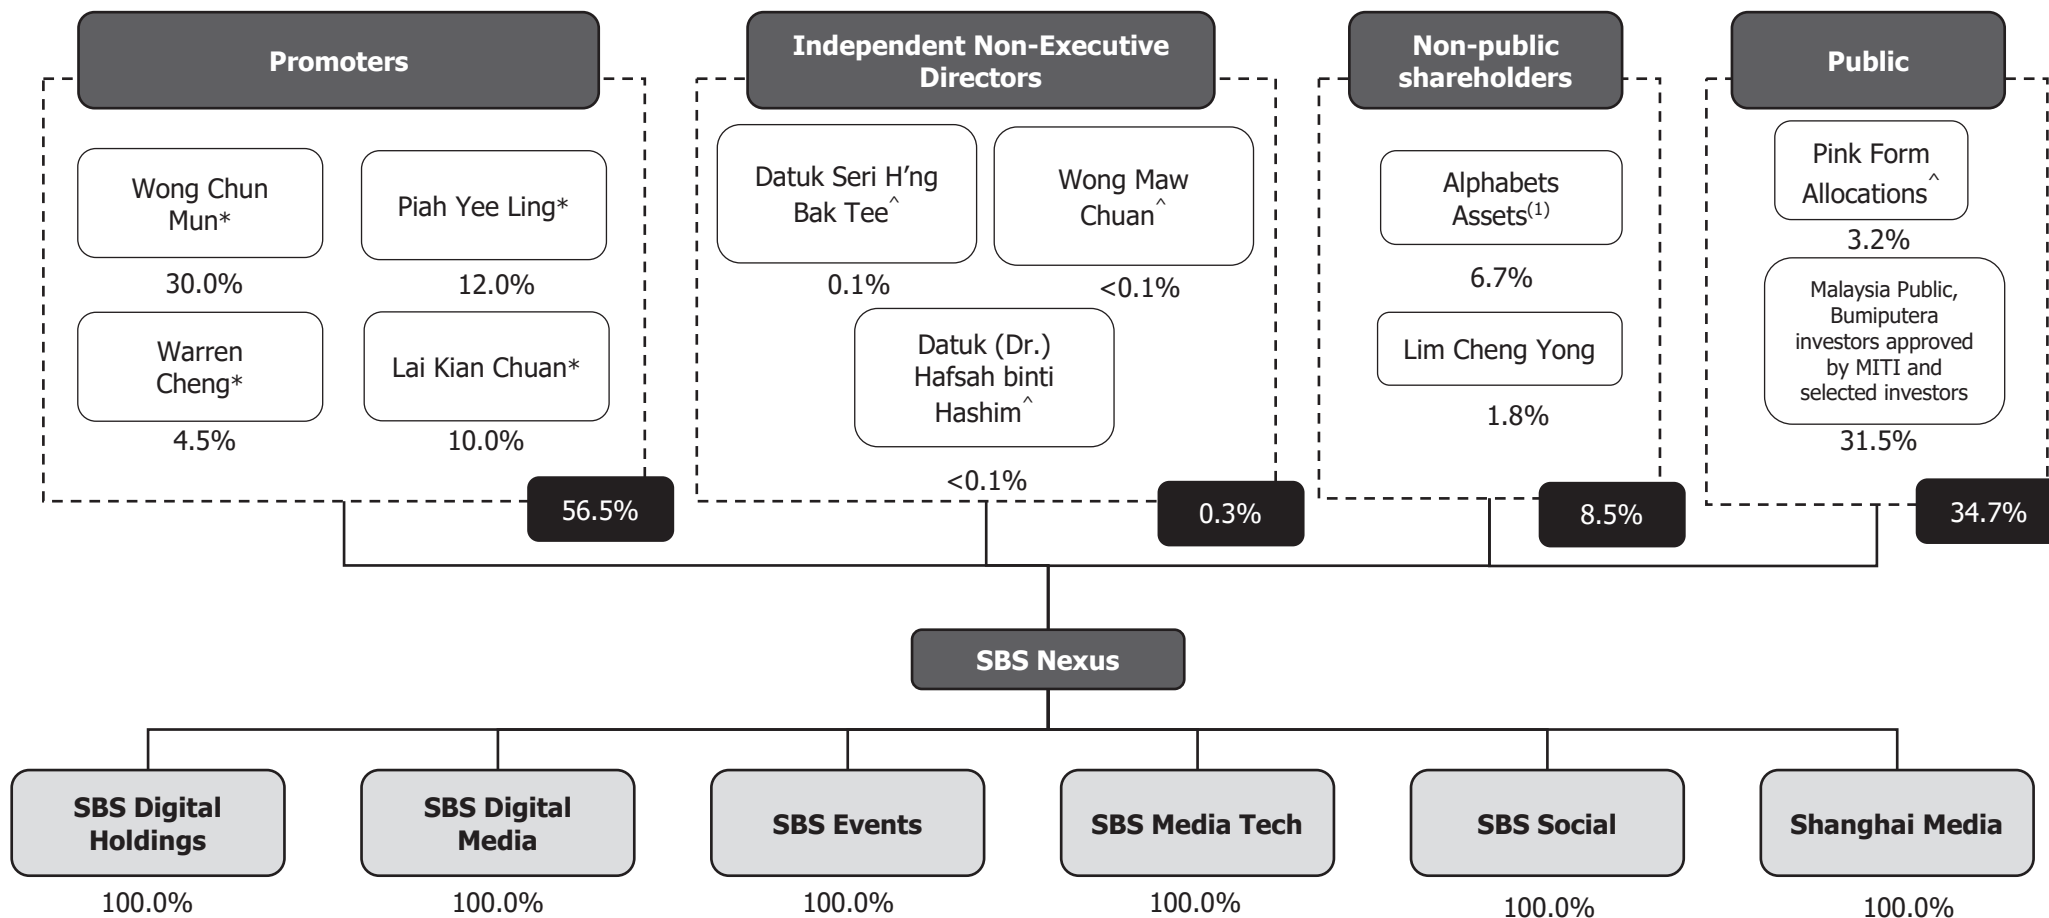 Promoters
Independent Non-Executive
Directors
Non-public
shareholders
Public
Wong Chun
Mun*
30.0%
Piah Yee Ling*
12.0%
Warren
Cheng*
4.5%
Lai Kian Chuan*
10.0%
56.5%
Datuk Seri H’ng
Bak Tee^
0.1%
Wong Maw
Chuan^
<0.1%
Datuk (Dr.)
Hafsah binti
Hashim^
<0.1%
0.3%
Alphabets
Assets(1)
6.7%
Lim Cheng Yong
1.8%
8.5%
Pink Form
Allocations^
3.2%
Malaysia Public,
Bumiputera
investors approved
by MITI and
selected investors
31.5%
34.7%
SBS Nexus
SBS Digital
Holdings
100.0%
SBS Digital
Media
100.0%
SBS Events
100.0%
SBS Media Tech
100.0%
SBS Social
100.0%
Shanghai Media
100.0%